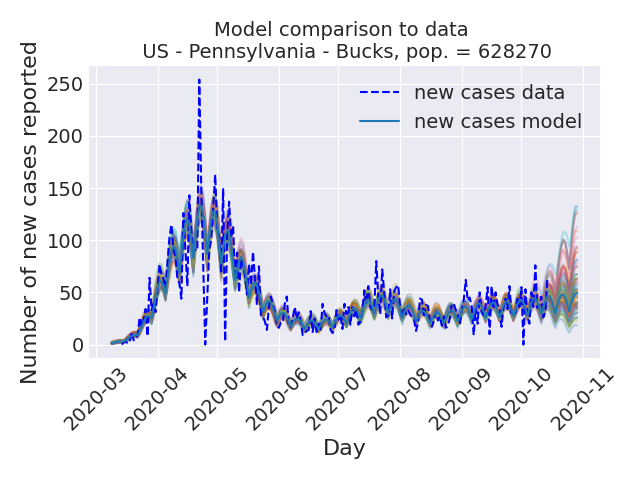 Model comparison to data
US - Pennsylvania - Bucks, pop. = 628270
Number of new cases reported
250
200
150
100
50
0
new cases data
new cases model
2020-03
2020-04
2020-05
2020-06
2020-07
2020-08
2020-09
2020-10
2020-11
Day